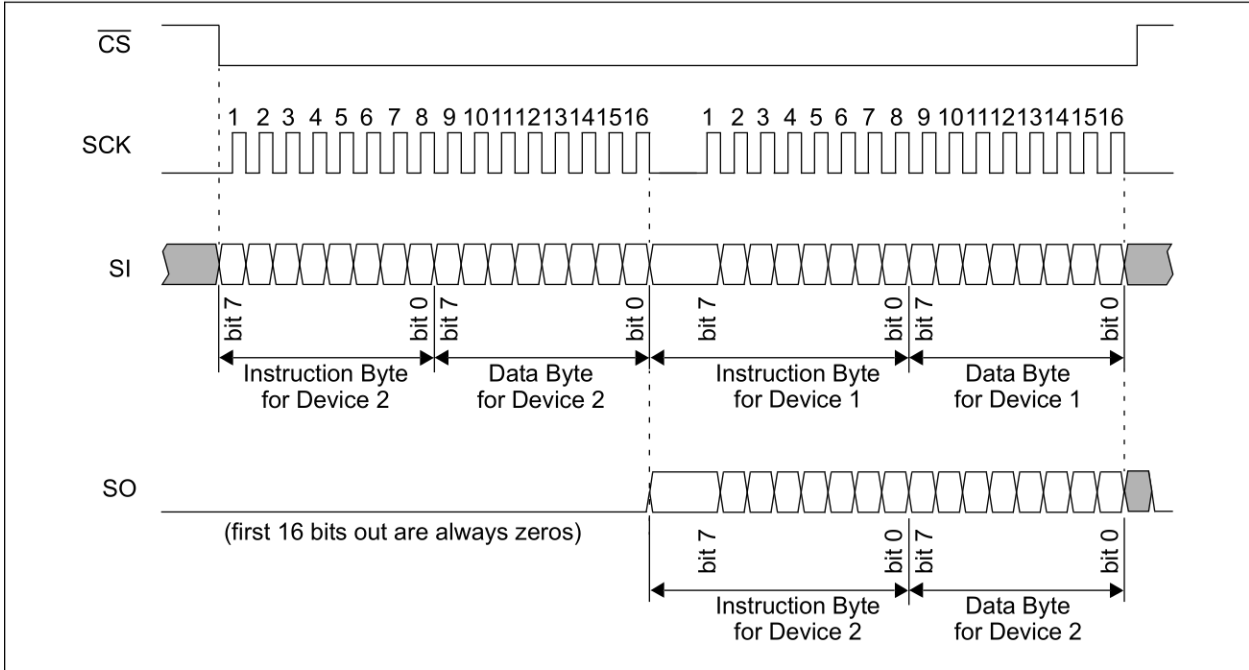 CS
1 2 3 4 5 6 7 8 9 10 11 12 13 14 15 16 1 2 3 4 5 6 7 8 9 10 11 12 13 14 15 16
SCK
SI
bit 7 bit 0 bit 7 bit 0 bit 7 bit 0 bit 7 bit 0
Instruction Byte Data Byte Instruction Byte Data Byte
for Device 2 for Device 2 for Device 1 for Device 1
SO
(first 16 bits out are always zeros)
bit 7 bit 0 bit 7 bit 0
Instruction Byte Data Byte
for Device 2 for Device 2